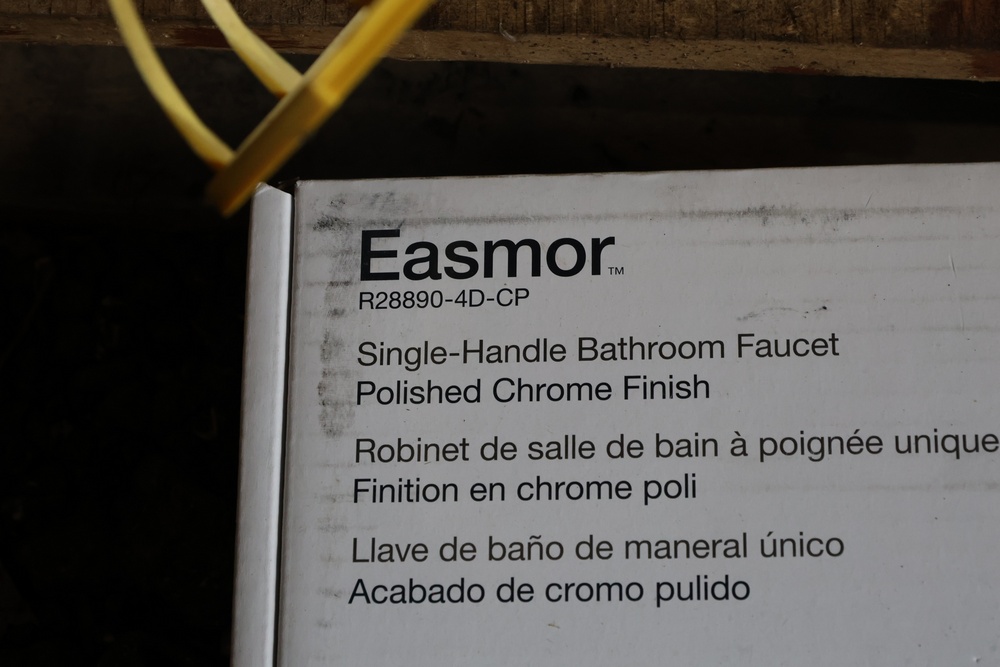 Easmor™
R28890-4D-CP
Single-Handle Bathroom Faucet
Polished Chrome Finish
Robinet de salle de bain à poignée unique
Finition en chrome poli
Llave de baño de maneral único
Acabado de cromo pulido